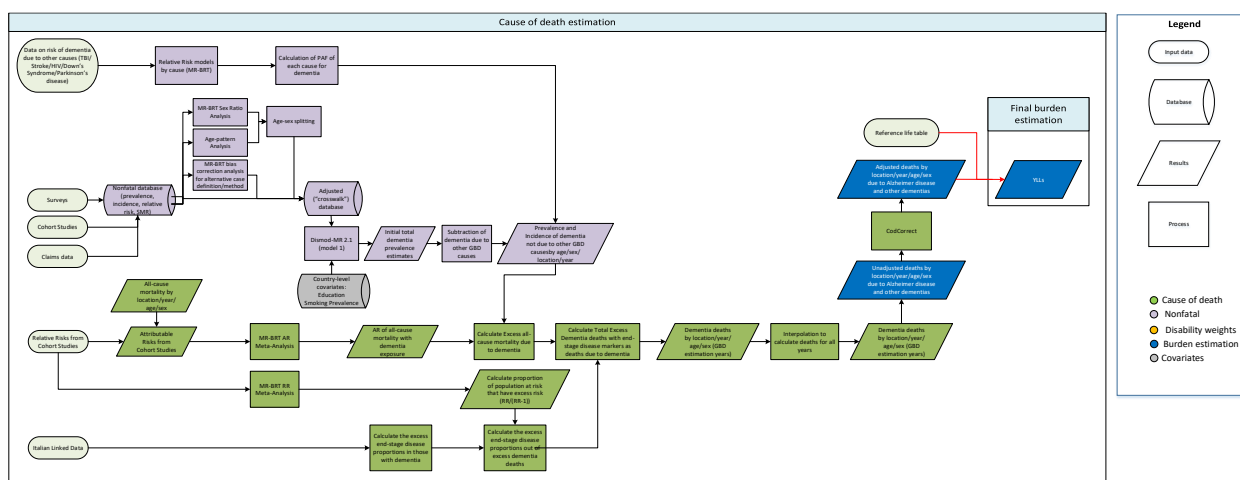 Cause of death estimation
Data on risk of dementia
due to other causes (TBI/
Stroke/HIV/Down's
Syndrome/Parkinson's
disease)
Relative Risk models
by cause (MR-BRT)
Calculation of PAF of
each cause for
dementia
MR-BRT Sex Ratio
Analysis
Age-pattern
Analysis
MR-BRT bias
correction analysis
for alternative case
definition/method
Age-sex splitting
Surveys
Cohort Studies
Claims data
Nonfatal database
(prevalence,
incidence, relative
risk, SMR)
Adjusted
("crosswalk")
database
Dismod-MR 2.1
(model 1)
Initial total
dementia
prevalence
estimates
Subtraction of
dementia due to
other GBD
causes
Prevalence and
Incidence of dementia
not due to other GBD
causesby age/sex/
location/year
Country-level
covariates:
Education
Smoking Prevalence
All-cause
mortality by
location/year/
age/sex
Relative Risks from
Cohort Studies
Attributable
Risks from
Cohort Studies
MR-BRT AR
Meta-Analysis
AR of all-cause
mortality with
dementia
exposure
Calculate Excess all-
cause mortality due
to dementia
Calculate Total Excess
Dementia deaths with end-
stage disease markers as
deaths due to dementia
Dementia deaths
by location/year/
age/sex (GBD
estimation years)
Interpolation to
calculate deaths for all
years
Dementia deaths
by location/year/
age/sex (GBD
estimation years)
MR-BRT RR
Meta-Analysis
Calculate proportion
of population at risk
that have excess risk
(RR/(RR-1))
Italian Linked Data
Calculate the excess
end-stage disease
proportions in those
with dementia
Calculate the excess
end-stage disease
proportions out of
excess dementia
deaths
Unadjusted deaths by
location/year/age/sex
due to Alzheimer disease
and other dementias
CodCorrect
Adjusted deaths by
location/year/age/sex
due to Alzheimer disease
and other dementias
Reference life table
Final burden
estimation
YLLs
Legend
Input data
Database
Results
Process
Cause of death
Nonfatal
Disability weights
Burden estimation
Covariates